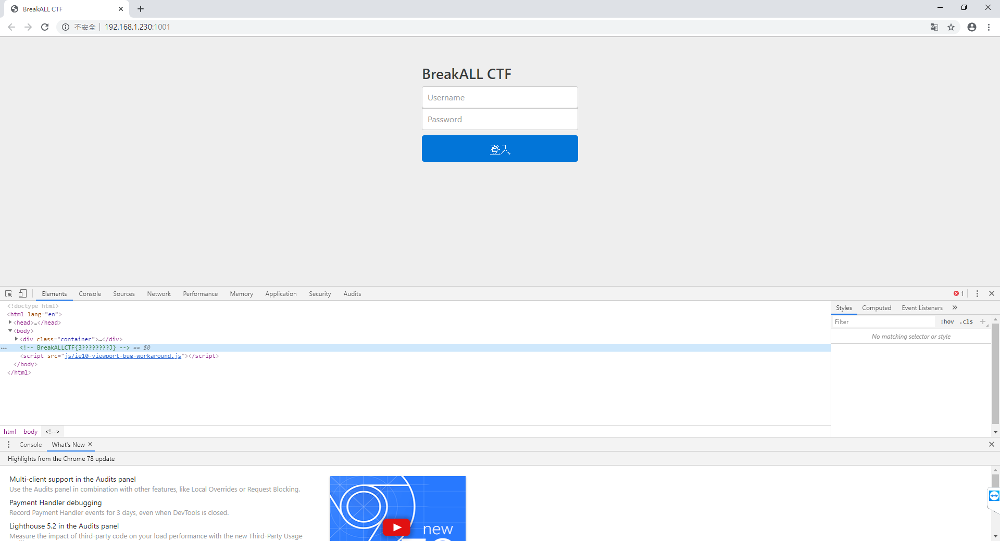 BreakALL CTF
不安全 192.168.1.230:1001
BreakALL CTF
Username
Password
登入
Elements Console Sources Network Performance Memory Application Security Audits 1
<!doctype html>
<html lang="en">
<head>…</head>
<body>
<div class="container">…</div>
<!-- BreakALLCTF{3????????J} --> == $0
<script src="js/ie10-viewport-bug-workaround.js"></script>
</body>
</html>
Styles Computed Event Listeners »
Filter :hov .cls +
No matching selector or style
html body <!-->
Console What's New
Highlights from the Chrome 78 update
Multi-client support in the Audits panel
Use the Audits panel in combination with other features, like Local Overrides or Request Blocking.
Payment Handler debugging
Record Payment Handler events for 3 days, even when DevTools is closed.
Lighthouse 5.2 in the Audits panel
Measure the impact of third-party code on your load performance with the new Third-Party Usage
new